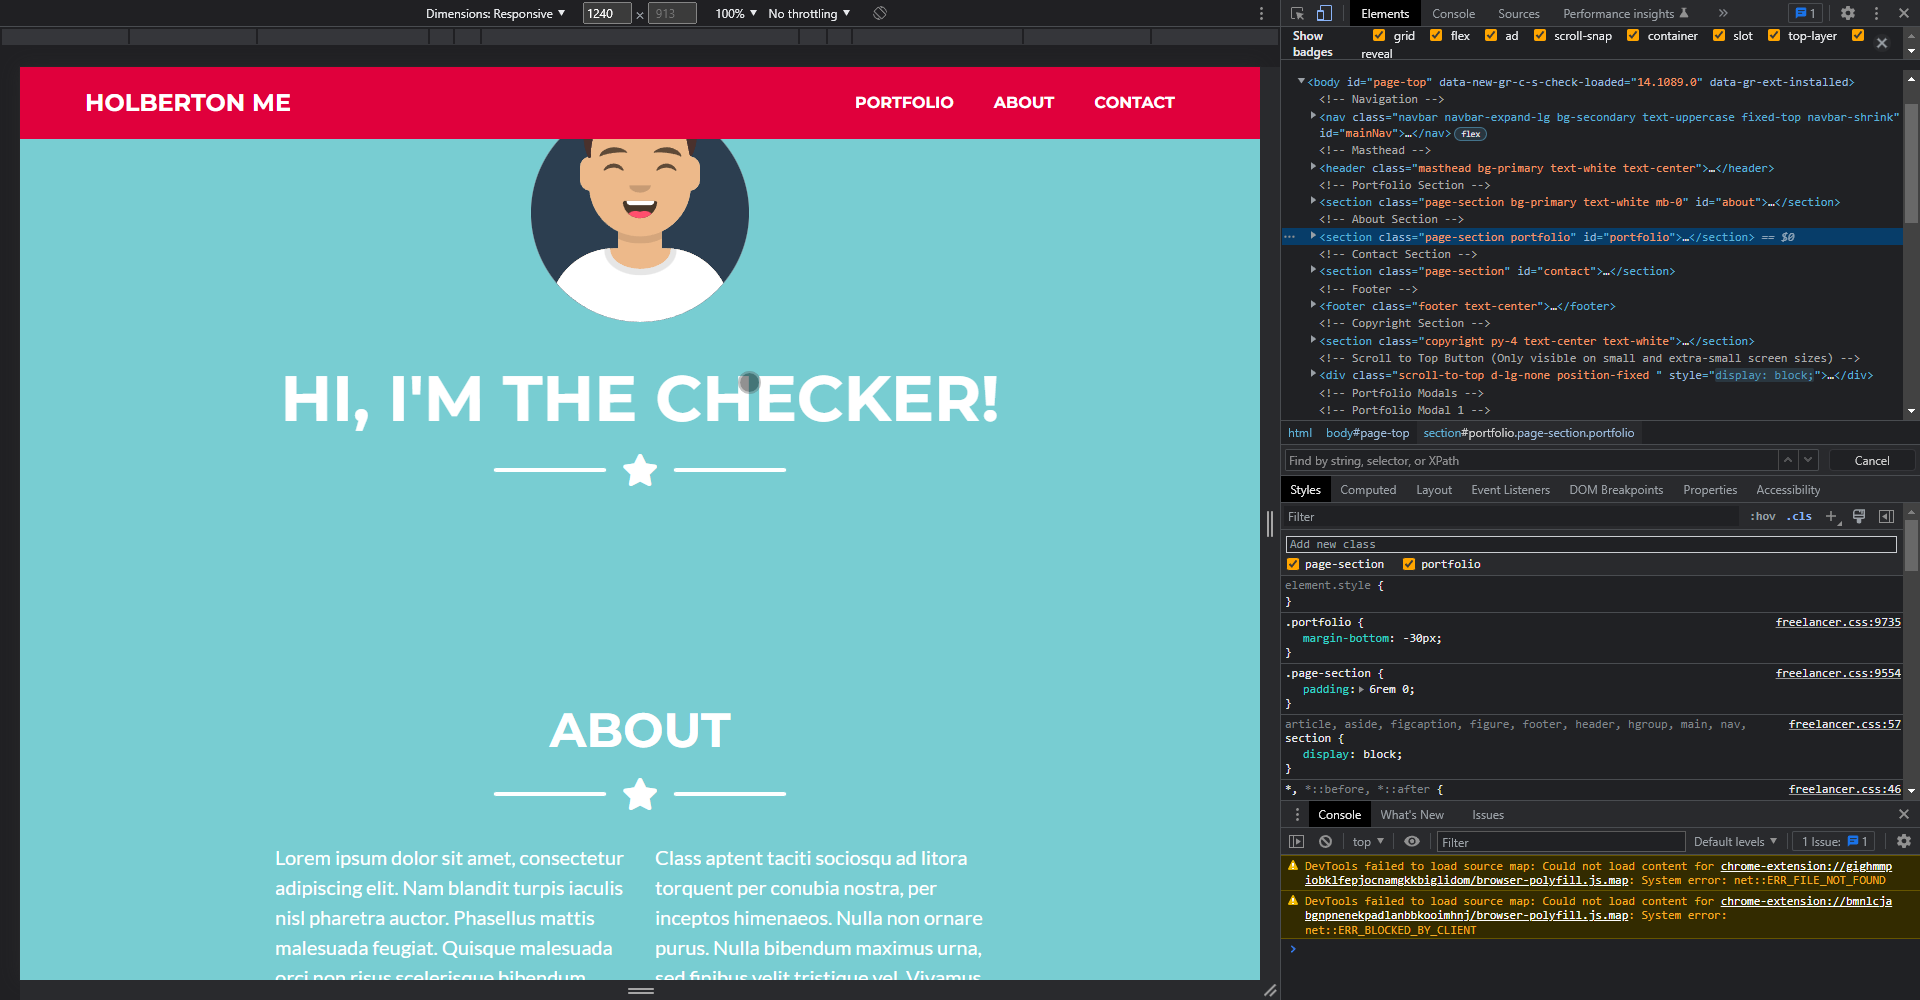 Dimensions: Responsive ▼ 1240 × 913 100% ▼ No throttling ▼
HOLBERTON ME PORTFOLIO ABOUT CONTACT
HI, I'M THE CHECKER!
ABOUT
Lorem ipsum dolor sit amet, consectetur
adipiscing elit. Nam blandit turpis iaculis
nisl pharetra auctor. Phasellus mattis
malesuada feugiat. Quisque malesuada
orci non risus scelerisque bibendum
Class aptent taciti sociosqu ad litora
torquent per conubia nostra, per
inceptos himenaeos. Nulla non ornare
purus. Nulla bibendum maximus urna,
sed finibus velit tristique vel. Vivamus
Elements Console Sources Performance insights » 1
Show badges grid flex ad scroll-snap container slot top-layer
reveal
<body id="page-top" data-new-gr-c-s-check-loaded="14.1089.0" data-gr-ext-installed>
<!-- Navigation -->
<nav class="navbar navbar-expand-lg bg-secondary text-uppercase fixed-top navbar-shrink"
id="mainNav">…</nav> flex
<!-- Masthead -->
<header class="masthead bg-primary text-white text-center">…</header>
<!-- Portfolio Section -->
<section class="page-section bg-primary text-white mb-0" id="about">…</section>
<!-- About Section -->
<section class="page-section portfolio" id="portfolio">…</section> == $0
<!-- Contact Section -->
<section class="page-section" id="contact">…</section>
<!-- Footer -->
<footer class="footer text-center">…</footer>
<!-- Copyright Section -->
<section class="copyright py-4 text-center text-white">…</section>
<!-- Scroll to Top Button (Only visible on small and extra-small screen sizes) -->
<div class="scroll-to-top d-lg-none position-fixed " style="display: block;">…</div>
<!-- Portfolio Modals -->
<!-- Portfolio Modal 1 -->
html body#page-top section#portfolio.page-section.portfolio
Find by string, selector, or XPath Cancel
Styles Computed Layout Event Listeners DOM Breakpoints Properties Accessibility
Filter :hov .cls +
Add new class
page-section portfolio
element.style {
}
.portfolio { freelancer.css:9735
margin-bottom: -30px;
}
.page-section { freelancer.css:9554
padding: 6rem 0;
}
article, aside, figcaption, figure, footer, header, hgroup, main, nav, freelancer.css:57
section {
display: block;
}
*, *::before, *::after { freelancer.css:46
Console What's New Issues
top ▼ Filter Default levels ▼ 1 Issue: 1
DevTools failed to load source map: Could not load content for chrome-extension://gighmmp
iobklfepjocnamgkkbiglidom/browser-polyfill.js.map: System error: net::ERR_FILE_NOT_FOUND
DevTools failed to load source map: Could not load content for chrome-extension://bmnlcja
bgnpnenekpadlanbbkooimhnj/browser-polyfill.js.map: System error:
net::ERR_BLOCKED_BY_CLIENT